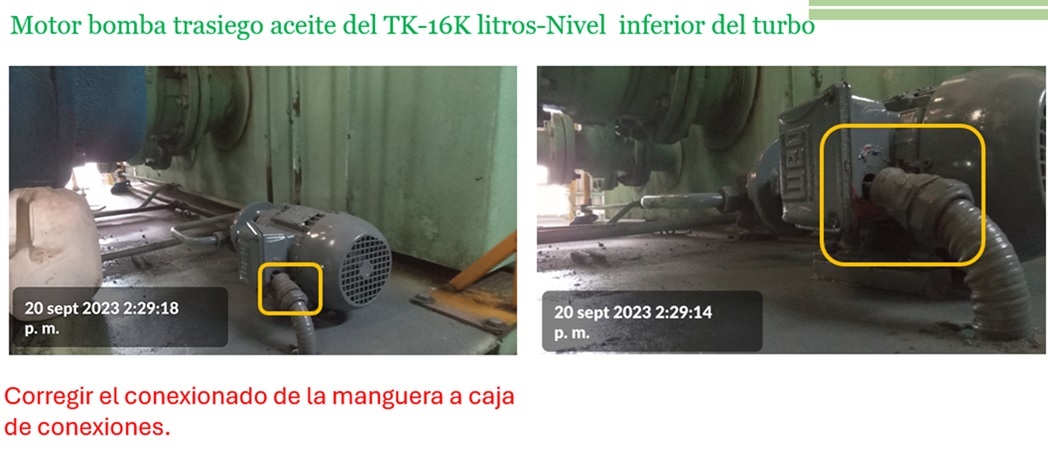 Motor bomba trasiego aceite del TK-16K litros-Nivel inferior del turbo
20 sept 2023 2:29:18
p. m.
20 sept 2023 2:29:14
p. m.
Corregir el conexionado de la manguera a caja
de conexiones.